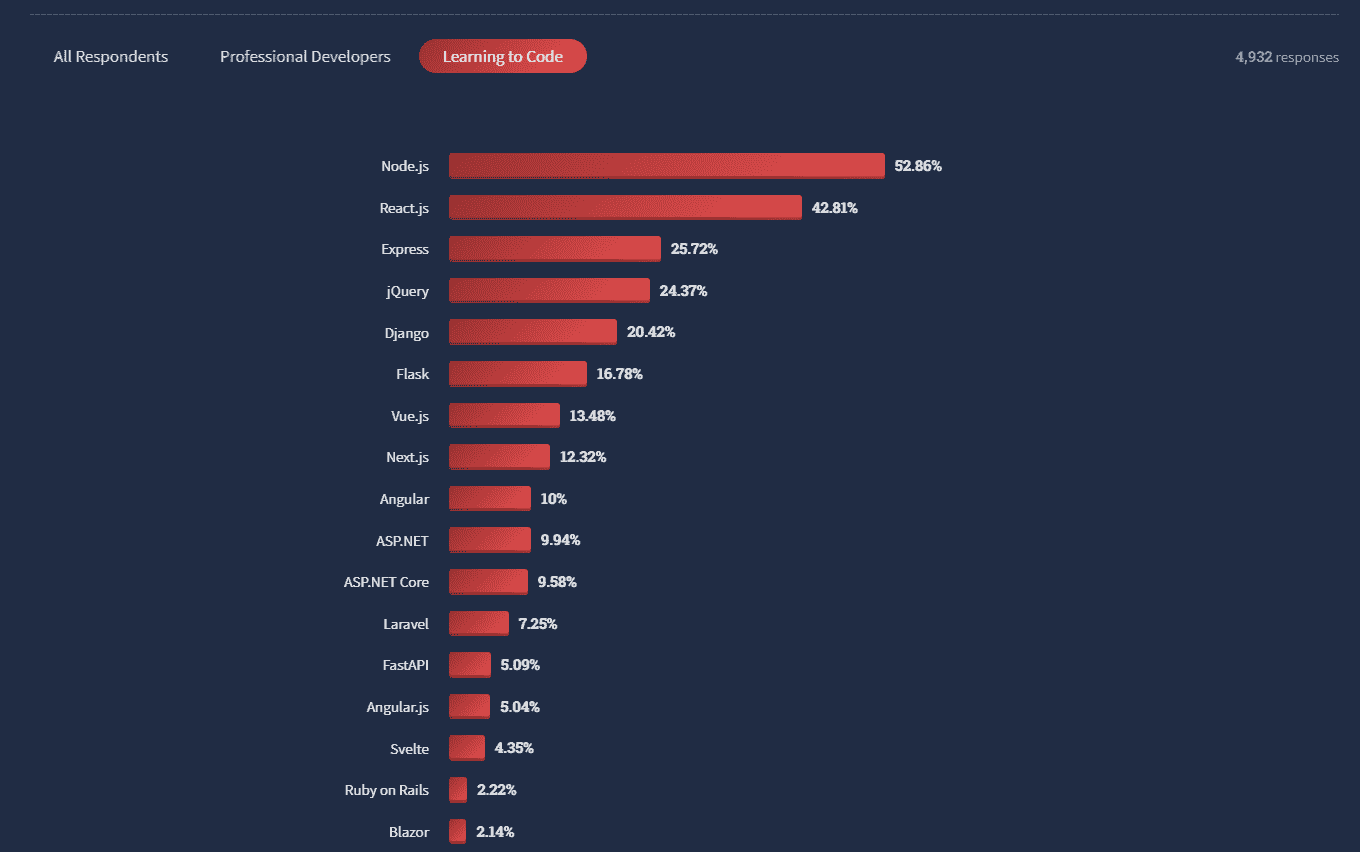 All Respondents Professional Developers Learning to Code 4,932 responses
Node.js 52.86%
React.js 42.81%
Express 25.72%
jQuery 24.37%
Django 20.42%
Flask 16.78%
Vue.js 13.48%
Next.js 12.32%
Angular 10%
ASP.NET 9.94%
ASP.NET Core 9.58%
Laravel 7.25%
FastAPI 5.09%
Angular.js 5.04%
Svelte 4.35%
Ruby on Rails 2.22%
Blazor 2.14%